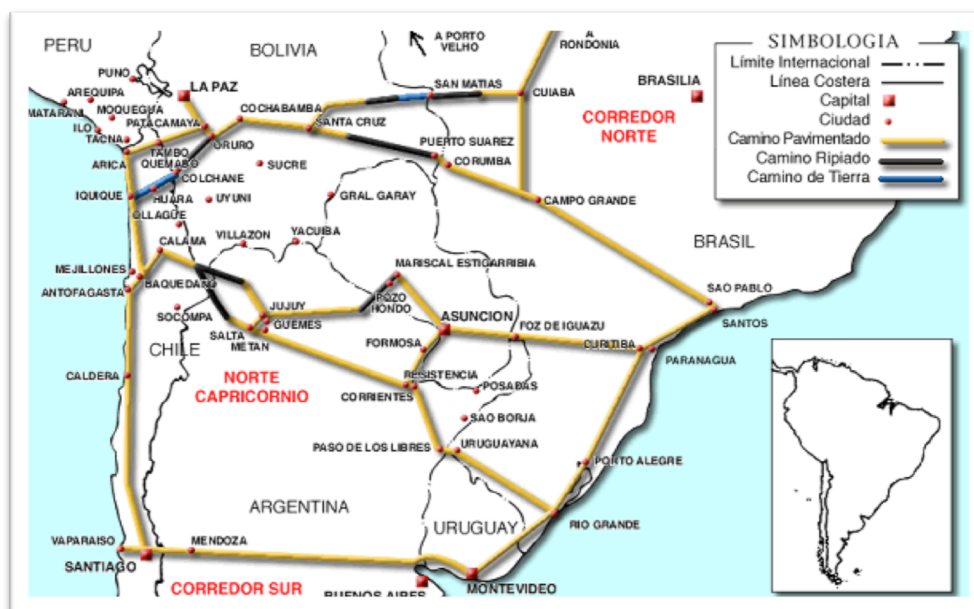 PERU
BOLIVIA
A PORTO
VELHO
A
RONDONIA
SIMBOLOGIA
Límite Internacional
Línea Costera
Capital
Ciudad
Camino Pavimentado
Camino Ripiado
Camino de Tierra
PUNO
LA PAZ
AREQUIPA
MATARANI
MOQUEGUA
PATACAMAYA
ILO
TACNA
ARICA
TAMBO
QUEMASO
ORURO
COCHABAMBA
SANTA CRUZ
SAN MATIAS
CUIABA
BRASILIA
CORREDOR
NORTE
PUERTO SUAREZ
CORUMBA
SUCRE
COLCHANE
IQUIQUE
HUARA
UYUNI
OLLAGUE
GRAL. GARAY
CAMPO GRANDE
BRASIL
CALAMA
VILLAZON
YACUIBA
MARISCAL ESTIGARRIBIA
MEJILLONES
BAQUEDANO
ANTOFAGASTA
POZO
HONDO
SAO PABLO
SANTOS
SOCOMPA
JUJUY
GUEMES
ASUNCION
FOZ DE IGUAZU
SALTA
METAN
CHILE
FORMOSA
CURITIBA
PARANAGUA
CALDERA
NORTE
CAPRICORNIO
RESISTENCIA
CORRIENTES
POSADAS
SAO BORJA
PASO DE LOS LIBRES
URUGUAYANA
PORTO ALEGRE
ARGENTINA
URUGUAY
RIO GRANDE
VAPARAISO
MENDOZA
SANTIAGO
CORREDOR SUR
BUENOS AIRES
MONTEVIDEO